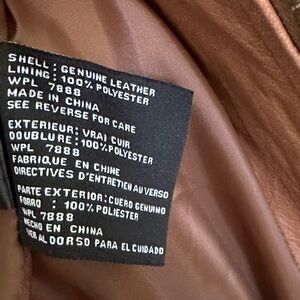 SHELL: GENUINE LEATHER
LINING: 100% POLYESTER
WPL 7888
MADE IN CHINA
SEE REVERSE FOR CARE
EXTERIEUR: VRAI CUIR
DOUBLURE: 100% POLYESTER
WPL 7888
FABRIQUE EN CHINE
DIRECTIVES D'ENTRETIEN AU VERSO
PARTE EXTERIOR: CUERO GENUINO
FORRO : 100% POLIESTER
WPL 7888
HECHO EN CHINA
VER AL DORSO PARA EL CUIDADO